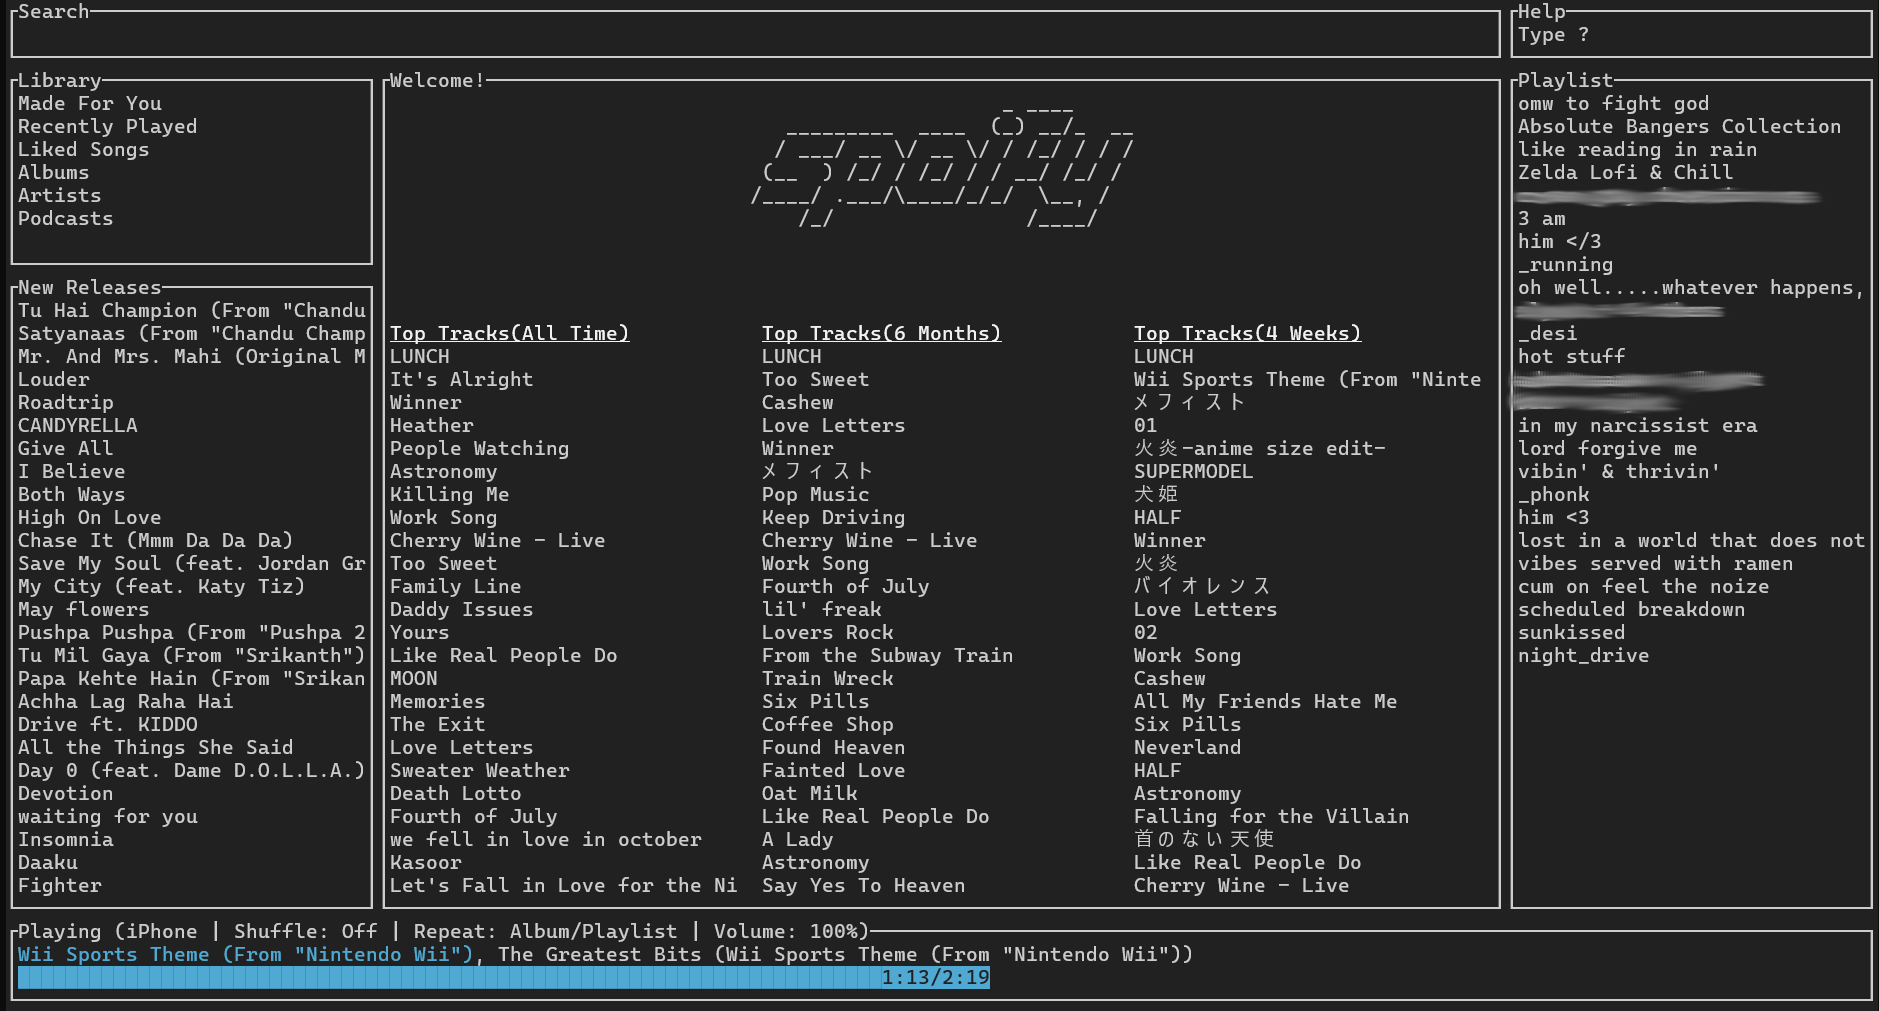 Search
Help
Type ?
Library
Made For You
Recently Played
Liked Songs
Albums
Artists
Podcasts
New Releases
Tu Hai Champion (From "Chandu
Satyanaas (From "Chandu Champ
Mr. And Mrs. Mahi (Original M
Louder
Roadtrip
CANDYRELLA
Give All
I Believe
Both Ways
High On Love
Chase It (Mmm Da Da Da)
Save My Soul (feat. Jordan Gr
My City (feat. Katy Tiz)
May flowers
Pushpa Pushpa (From "Pushpa 2
Tu Mil Gaya (From "Srikanth")
Papa Kehte Hain (From "Srikan
Achha Lag Raha Hai
Drive ft. KIDDO
All the Things She Said
Day 0 (feat. Dame D.O.L.L.A.)
Devotion
waiting for you
Insomnia
Daaku
Fighter
Welcome!
spotify
Top Tracks(All Time)
LUNCH
It's Alright
Winner
Heather
People Watching
Astronomy
Killing Me
Work Song
Cherry Wine - Live
Too Sweet
Family Line
Daddy Issues
Yours
Like Real People Do
MOON
Memories
The Exit
Love Letters
Sweater Weather
Death Lotto
Fourth of July
we fell in love in october
Kasoor
Let's Fall in Love for the Ni
Top Tracks(6 Months)
LUNCH
Too Sweet
Cashew
Love Letters
Winner
メフィスト
Pop Music
Keep Driving
Cherry Wine - Live
Work Song
Fourth of July
lil' freak
Lovers Rock
From the Subway Train
Train Wreck
Six Pills
Coffee Shop
Found Heaven
Fainted Love
Oat Milk
Like Real People Do
A Lady
Astronomy
Say Yes To Heaven
Top Tracks(4 Weeks)
LUNCH
Wii Sports Theme (From "Ninte
メフィスト
01
火炎-anime size edit-
SUPERMODEL
犬姫
HALF
Winner
火炎
バイオレンス
Love Letters
02
Work Song
Cashew
All My Friends Hate Me
Six Pills
Neverland
HALF
Astronomy
Falling for the Villain
首のない天使
Like Real People Do
Cherry Wine - Live
Playlist
omw to fight god
Absolute Bangers Collection
like reading in rain
Zelda Lofi & Chill
3 am
him </3
_running
oh well.....whatever happens,
_desi
hot stuff
in my narcissist era
lord forgive me
vibin' & thrivin'
_phonk
him <3
lost in a world that does not
vibes served with ramen
cum on feel the noize
scheduled breakdown
sunkissed
night_drive
Playing (iPhone | Shuffle: Off | Repeat: Album/Playlist | Volume: 100%)
Wii Sports Theme (From "Nintendo Wii"), The Greatest Bits (Wii Sports Theme (From "Nintendo Wii"))
1:13/2:19